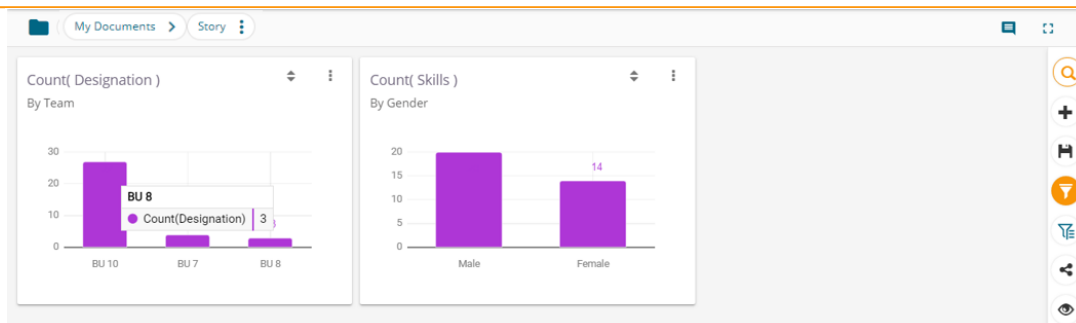 My Documents > Story
Count( Designation )
By Team
30
20
10
0
BU 10
BU 7
BU 8
BU 8
Count(Designation) 3
Count( Skills )
By Gender
20
15
10
5
0
14
Male
Female